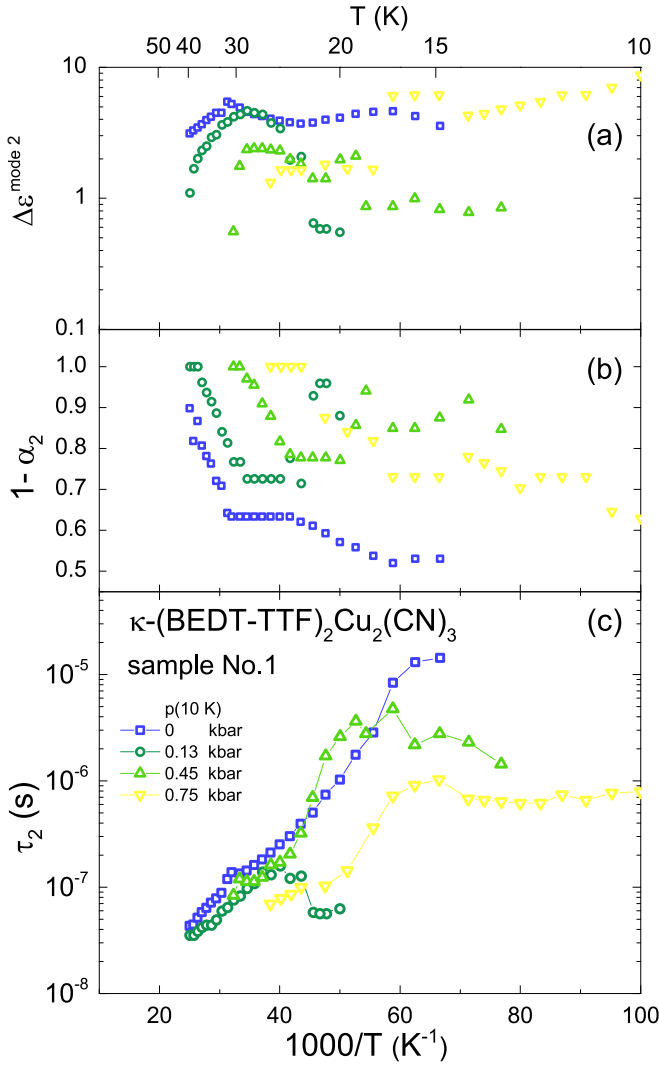 T (K)
50 40 30 20 15 10
10
1
0.1
Δε^mode 2
(a)
1.0
0.9
0.8
0.7
0.6
0.5
1- α₂
(b)
κ-(BEDT-TTF)₂Cu₂(CN)₃
(c)
sample No.1
p(10 K)
0 kbar
0.13 kbar
0.45 kbar
0.75 kbar
10⁻⁵
10⁻⁶
10⁻⁷
10⁻⁸
τ₂ (s)
20 40 60 80 100
1000/T (K⁻¹)